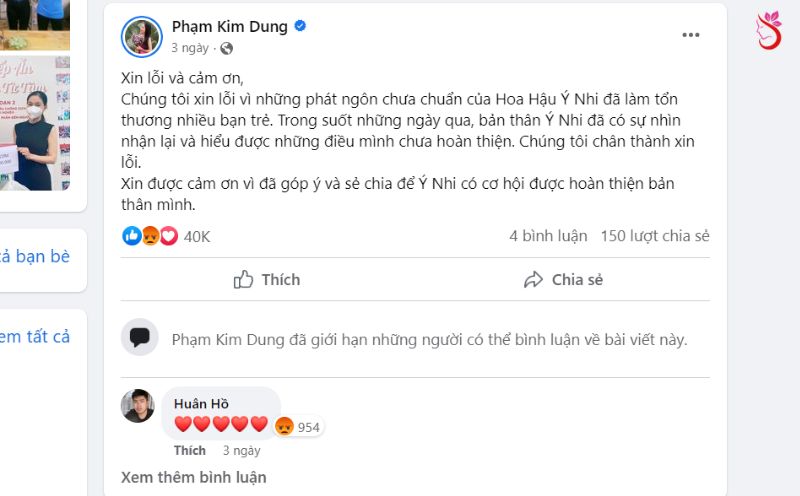 Phạm Kim Dung
3 ngày ·
Xin lỗi và cảm ơn,
Chúng tôi xin lỗi vì những phát ngôn chưa chuẩn của Hoa Hậu Ý Nhi đã làm tổn
thương nhiều bạn trẻ. Trong suốt những ngày qua, bản thân Ý Nhi đã có sự nhìn
nhận lại và hiểu được những điều mình chưa hoàn thiện. Chúng tôi chân thành xin
lỗi.
Xin được cảm ơn vì đã góp ý và sẻ chia để Ý Nhi có cơ hội được hoàn thiện bản
thân mình.
40K
4 bình luận 150 lượt chia sẻ
Thích Chia sẻ
Phạm Kim Dung đã giới hạn những người có thể bình luận về bài viết này.
Huân Hồ
954
Thích 3 ngày
Xem thêm bình luận
bạn bè
tất cả